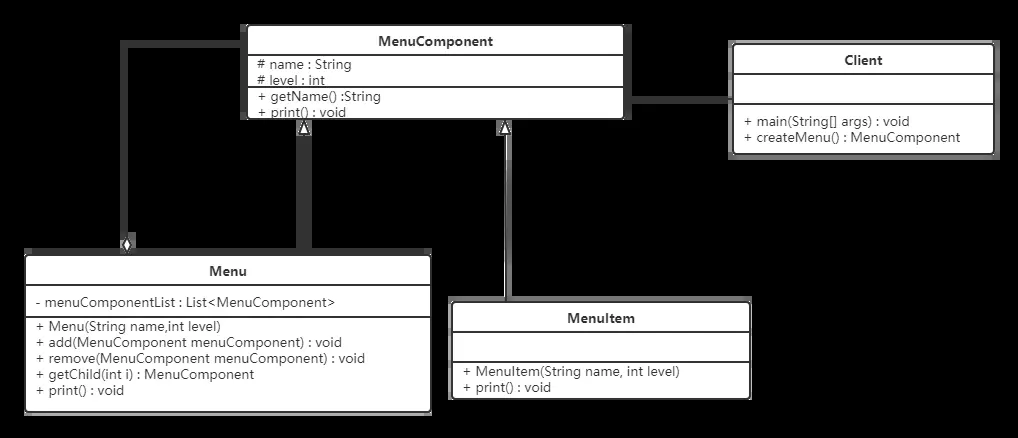 MenuComponent
# name : String
# level : int
+ getName() :String
+ print() : void
Client
+ main(String[] args) : void
+ createMenu() : MenuComponent
Menu
- menuComponentList : List<MenuComponent>
+ Menu(String name,int level)
+ add(MenuComponent menuComponent) : void
+ remove(MenuComponent menuComponent) : void
+ getChild(int i) : MenuComponent
+ print() : void
MenuItem
+ MenuItem(String name, int level)
+ print() : void